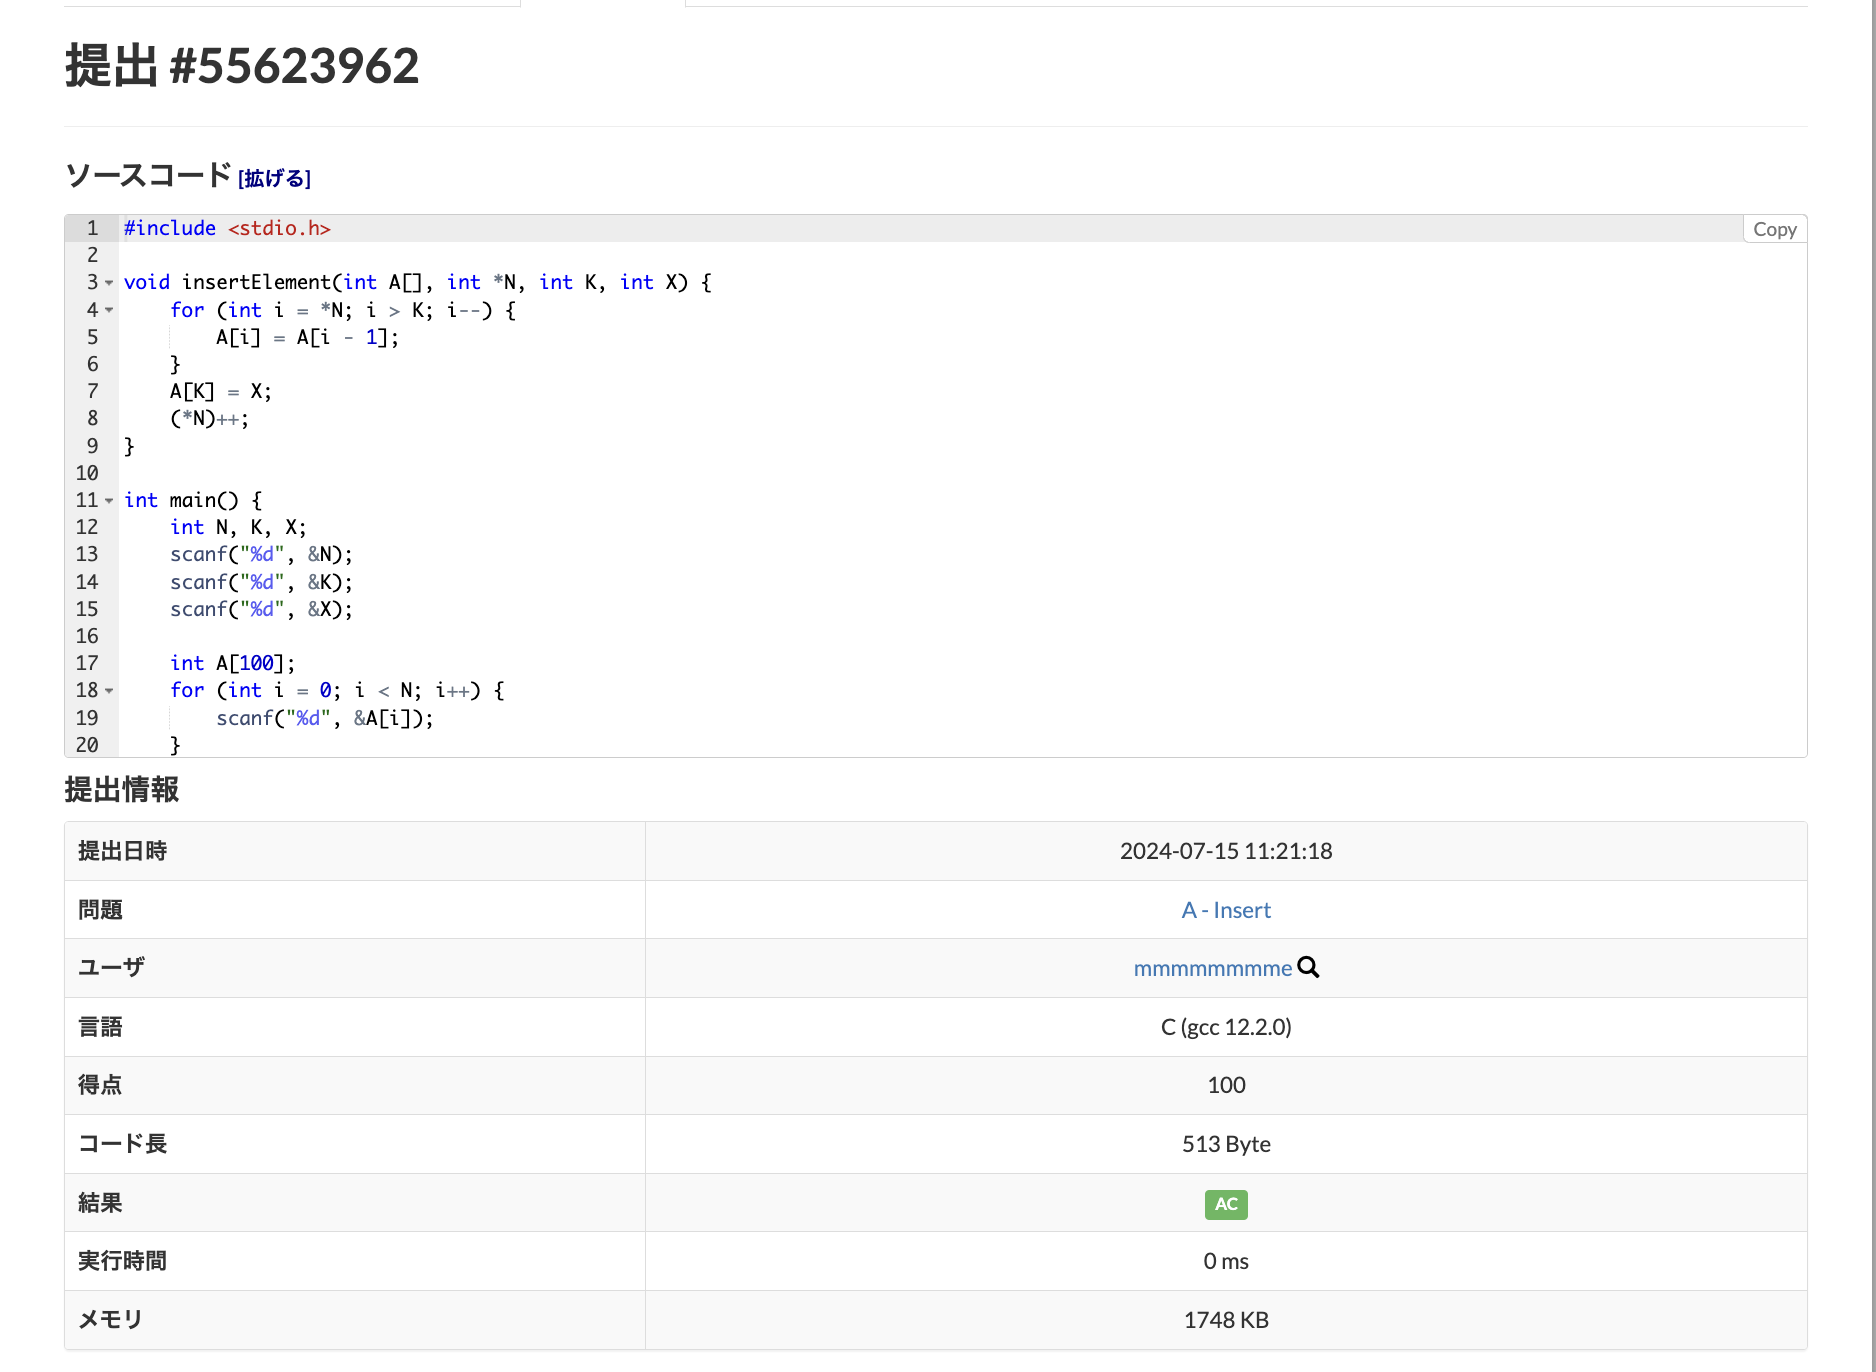 提出 #55623962
ソースコード [拡げる]
Copy
1 #include <stdio.h>
2
3 void insertElement(int A[], int *N, int K, int X) {
4     for (int i = *N; i > K; i--) {
5         A[i] = A[i - 1];
6     }
7     A[K] = X;
8     (*N)++;
9 }
10
11 int main() {
12     int N, K, X;
13     scanf("%d", &N);
14     scanf("%d", &K);
15     scanf("%d", &X);
16
17     int A[100];
18     for (int i = 0; i < N; i++) {
19         scanf("%d", &A[i]);
20     }
提出情報
提出日時 2024-07-15 11:21:18
問題 A - Insert
ユーザ mmmmmmmme
言語 C (gcc 12.2.0)
得点 100
コード長 513 Byte
結果 AC
実行時間 0 ms
メモリ 1748 KB